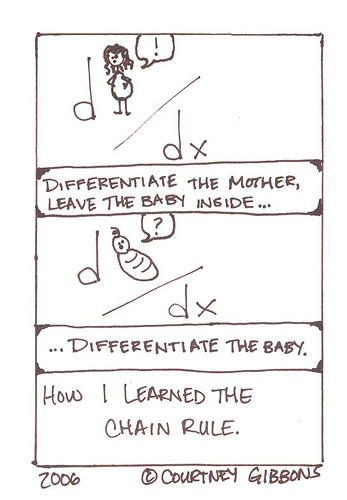 !
d
dx
DIFFERENTIATE THE MOTHER,
LEAVE THE BABY INSIDE...
?
d
dx
...DIFFERENTIATE THE BABY.
HOW I LEARNED THE
CHAIN RULE.
2006 © COURTNEY GIBBONS